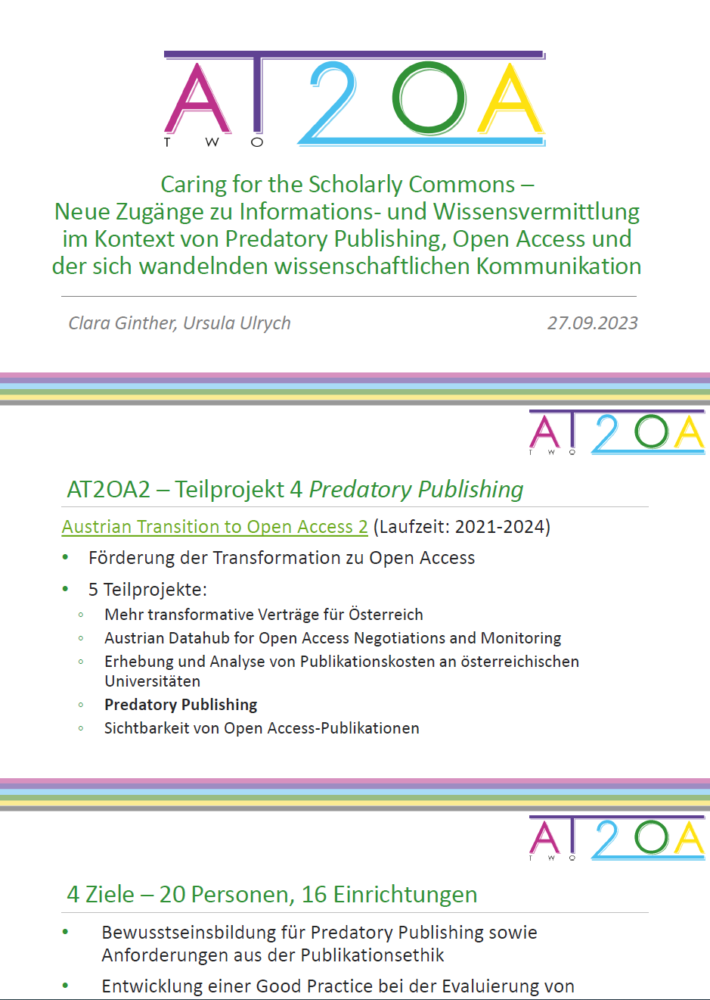 AT2OA
TWO
Caring for the Scholarly Commons –
Neue Zugänge zu Informations- und Wissensvermittlung
im Kontext von Predatory Publishing, Open Access und
der sich wandelnden wissenschaftlichen Kommunikation
Clara Ginther, Ursula Ulrych 27.09.2023
AT2OA
TWO
AT2OA2 – Teilprojekt 4 Predatory Publishing
Austrian Transition to Open Access 2 (Laufzeit: 2021-2024)
• Förderung der Transformation zu Open Access
• 5 Teilprojekte:
◦ Mehr transformative Verträge für Österreich
◦ Austrian Datahub for Open Access Negotiations and Monitoring
◦ Erhebung und Analyse von Publikationskosten an österreichischen
Universitäten
◦ Predatory Publishing
◦ Sichtbarkeit von Open Access-Publikationen
AT2OA
TWO
4 Ziele – 20 Personen, 16 Einrichtungen
• Bewusstseinsbildung für Predatory Publishing sowie
Anforderungen aus der Publikationsethik
• Entwicklung einer Good Practice bei der Evaluierung von